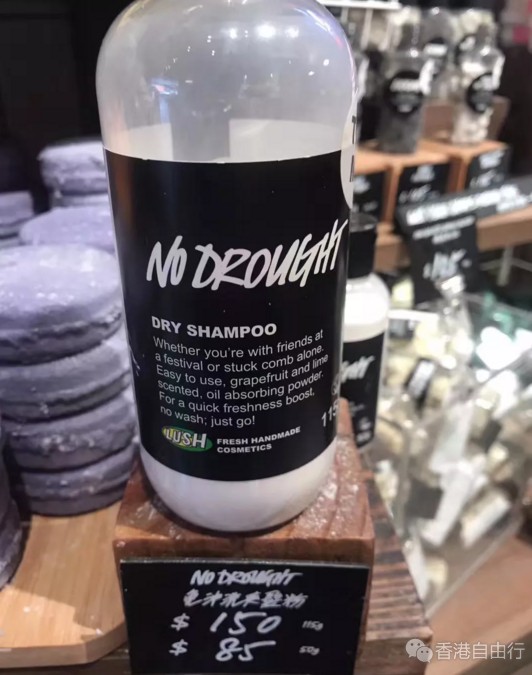 NO DROUGHT
DRY SHAMPOO
Whether you're with friends at
a festival or stuck comb alone.
Easy to use, grapefruit and lime
scented, oil absorbing powder.
For a quick freshness boost,
no wash; just go!
LUSH FRESH HANDMADE
COSMETICS
NO DROUGHT
$ 150 115g
$ 85 50g
香港自由行